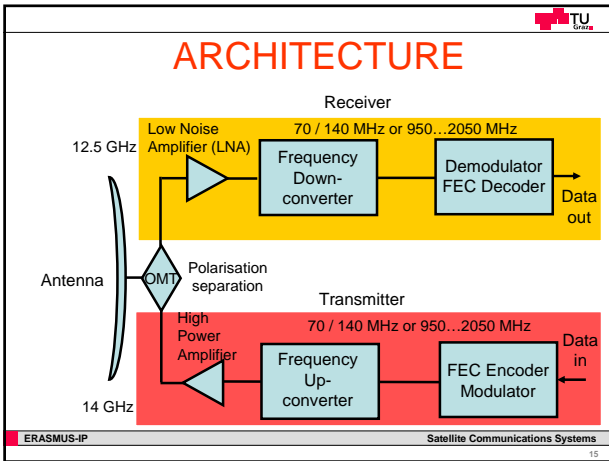 TU
Graz
ARCHITECTURE
Receiver
Low Noise
Amplifier (LNA)
70 / 140 MHz or 950…2050 MHz
12.5 GHz
Frequency
Down-
converter
Demodulator
FEC Decoder
Data
out
Antenna
OMT
Polarisation
separation
Transmitter
High
Power
Amplifier
70 / 140 MHz or 950…2050 MHz
Data
in
Frequency
Up-
converter
FEC Encoder
Modulator
14 GHz
ERASMUS-IP
Satellite Communications Systems
15